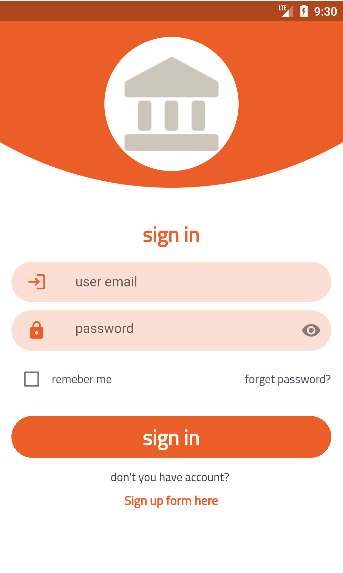 LTE 9:30
sign in
user email
password
remeber me forget password?
sign in
don't you have account?
Sign up form here